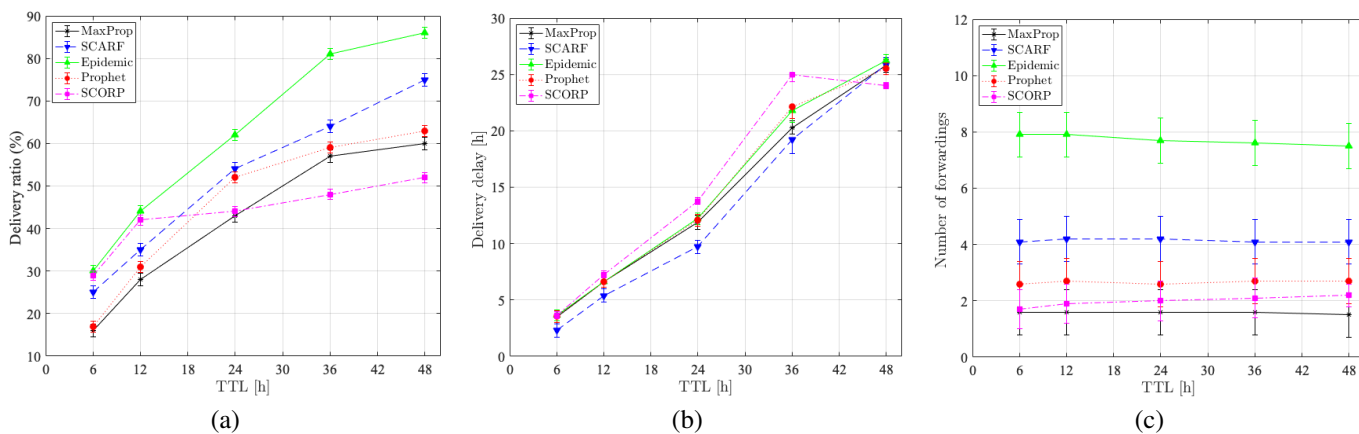 90
80
70
60
50
40
30
20
10
0 6 12 18 24 30 36 42 48
Delivery ratio (%)
TTL [h]
MaxProp
SCARF
Epidemic
Prophet
SCORP
(a)
30
25
20
15
10
5
0
0 6 12 18 24 30 36 42 48
Delivery delay [h]
TTL [h]
MaxProp
SCARF
Epidemic
Prophet
SCORP
(b)
12
10
8
6
4
2
0
0 6 12 18 24 30 36 42 48
Number of forwardings
TTL [h]
MaxProp
SCARF
Epidemic
Prophet
SCORP
(c)